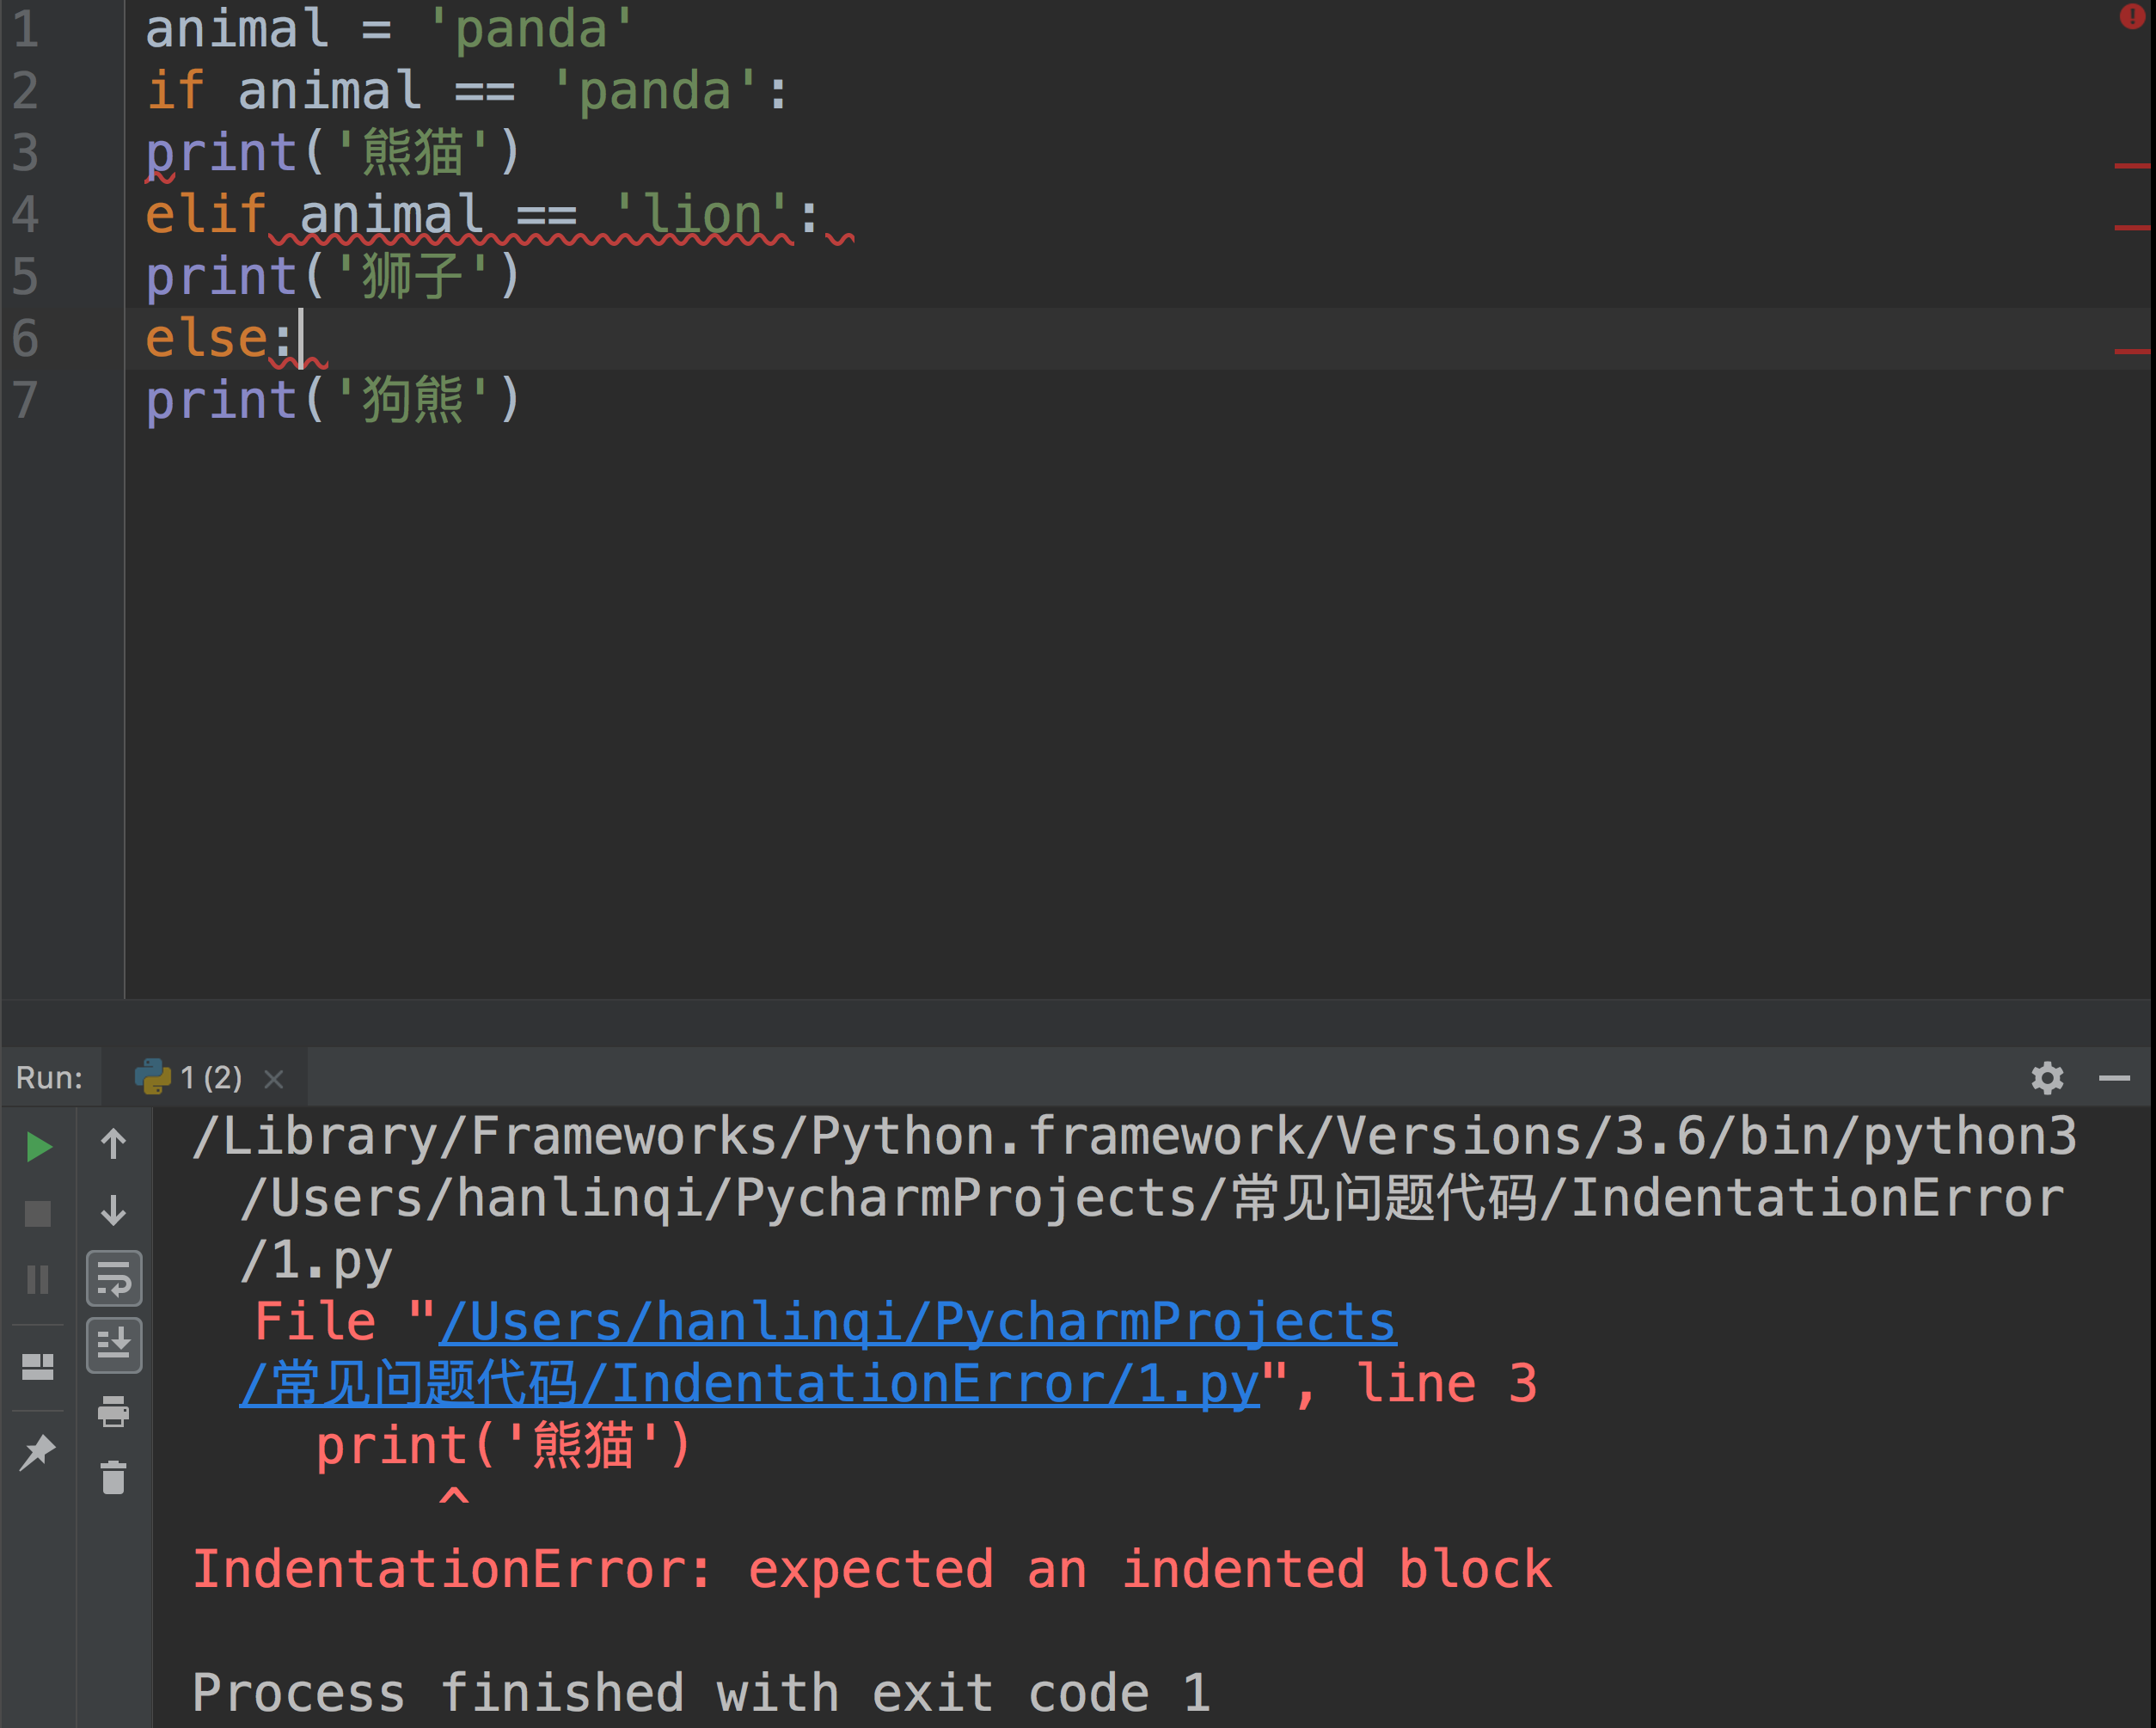 1 animal = 'panda'
2 if animal == 'panda':
3 print('熊猫')
4 elif animal == 'lion':
5 print('狮子')
6 else:
7 print('狗熊')
Run: 1 (2)
/Library/Frameworks/Python.framework/Versions/3.6/bin/python3
/Users/hanlinqi/PycharmProjects/常见问题代码/IndentationError
/1.py
File "/Users/hanlinqi/PycharmProjects
/常见问题代码/IndentationError/1.py", line 3
print('熊猫')
^
IndentationError: expected an indented block
Process finished with exit code 1